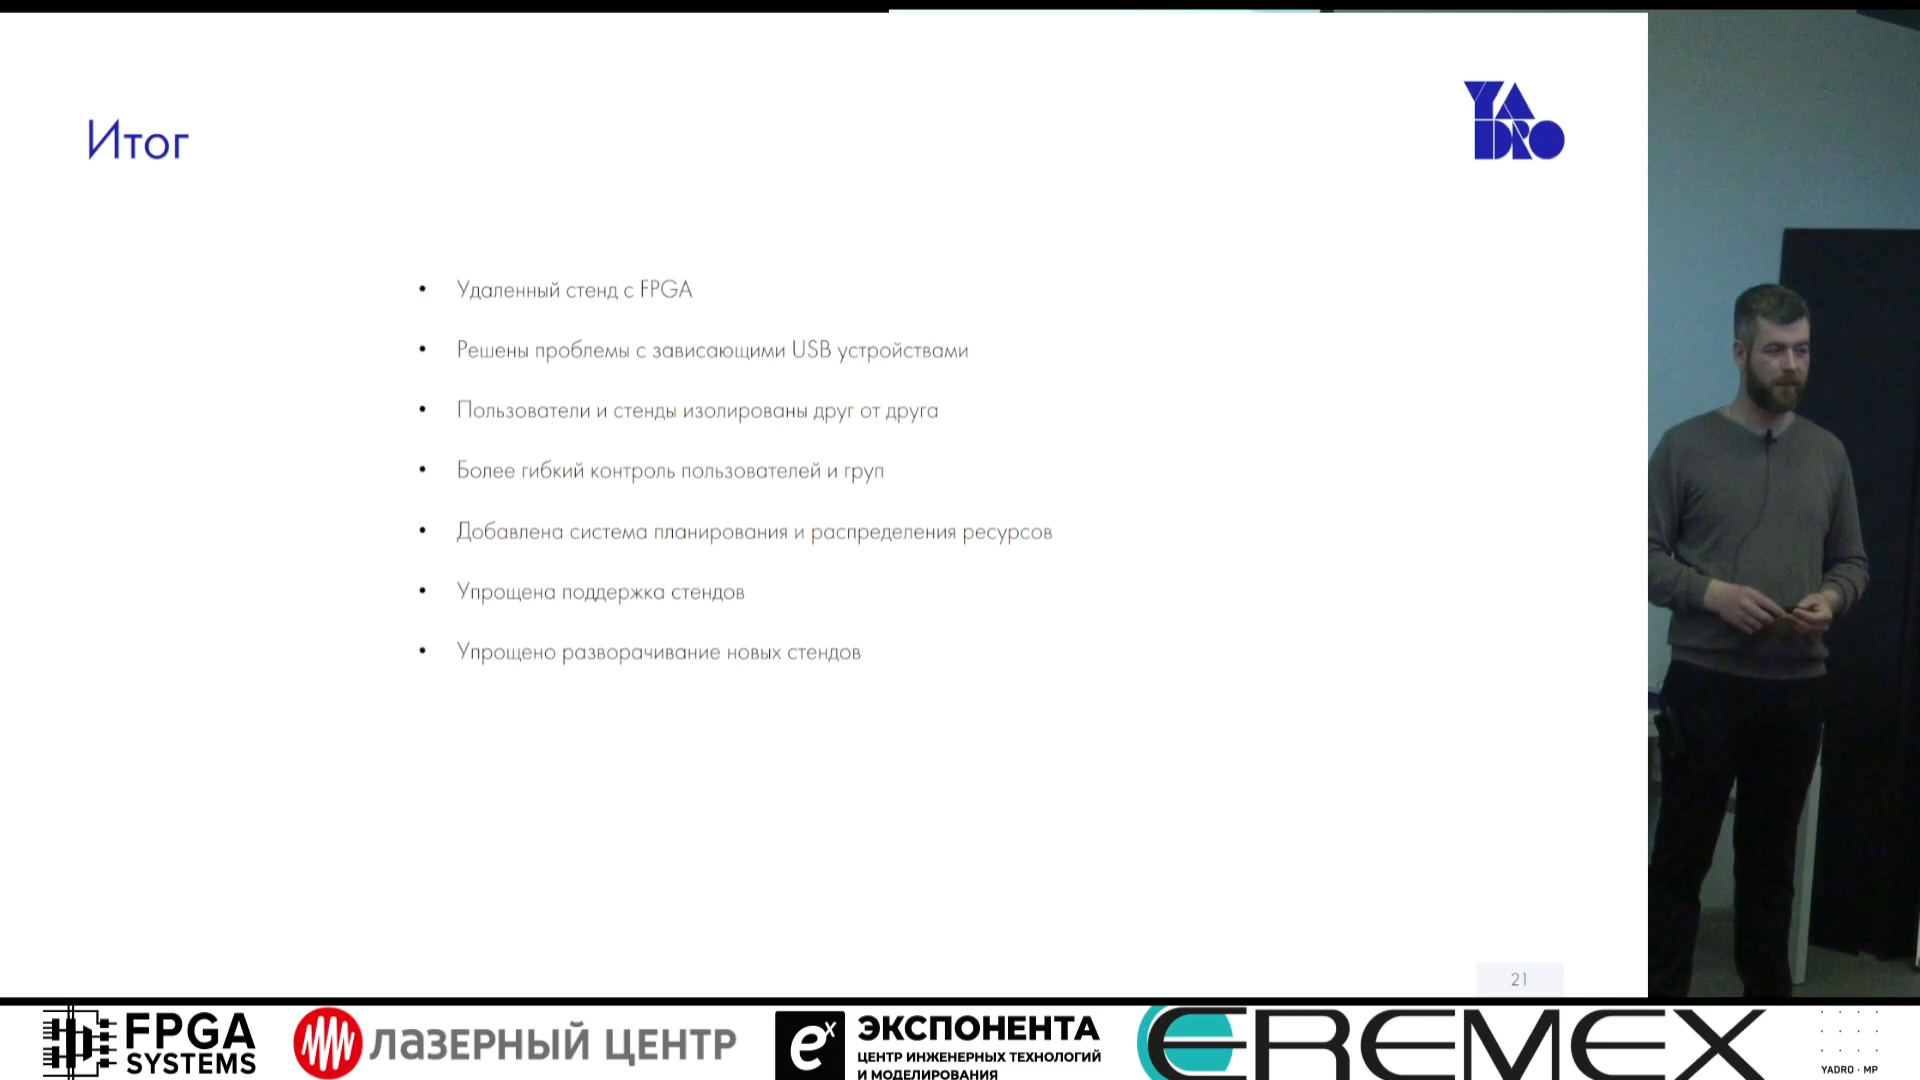 Итог
YADRO
• Удаленный стенд с FPGA
• Решены проблемы с зависающими USB устройствами
• Пользователи и стенды изолированы друг от друга
• Более гибкий контроль пользователей и груп
• Добавлена система планирования и распределения ресурсов
• Упрощена поддержка стендов
• Упрощено разворачивание новых стендов
21
FPGA
SYSTEMS
ЛАЗЕРНЫЙ ЦЕНТР
ex
ЭКСПОНЕНТА
ЦЕНТР ИНЖЕНЕРНЫХ ТЕХНОЛОГИЙ
И МОДЕЛИРОВАНИЯ
EREMEX
YADRO · MP